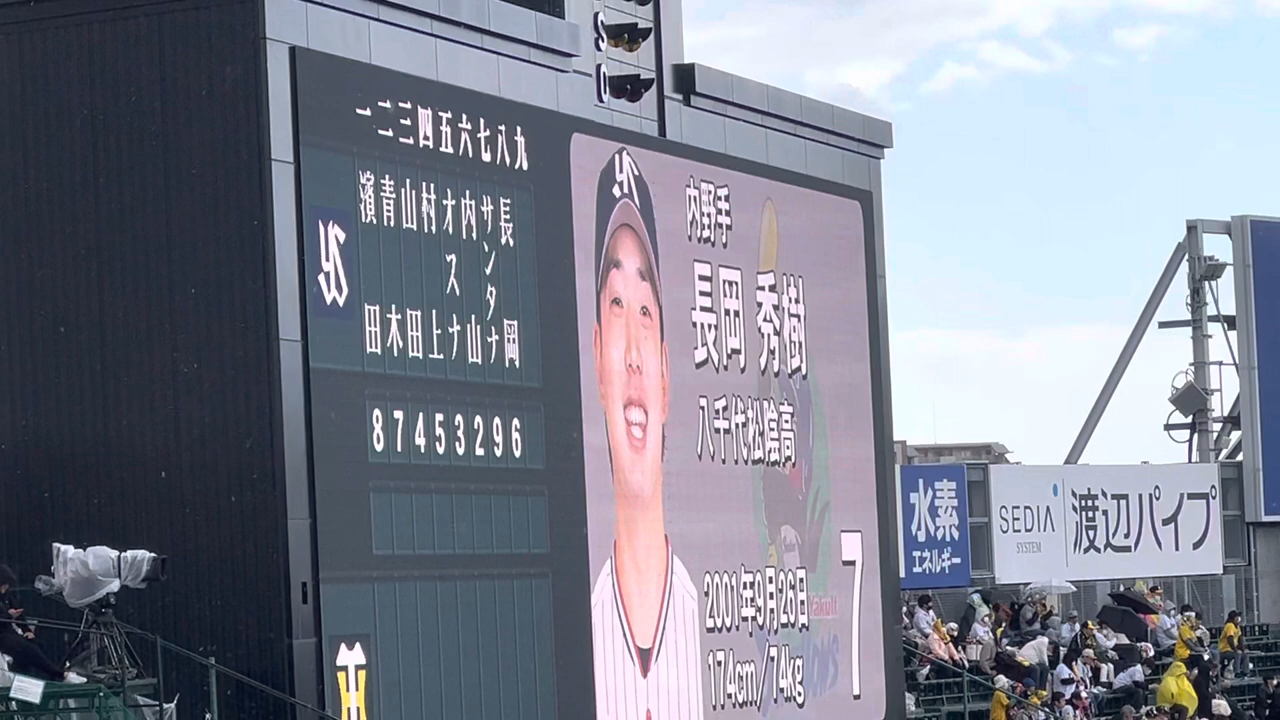 S
O
一二三四五六七八九
濱田
青木
山田
村上
オスナ
内山
サンタナ
長岡
87453296
内野手
長岡 秀樹
八千代松陰高
7
2001年9月26日
174cm/74kg
Yakult
水素
エネルギー
SEDIA
SYSTEM
渡辺パイプ